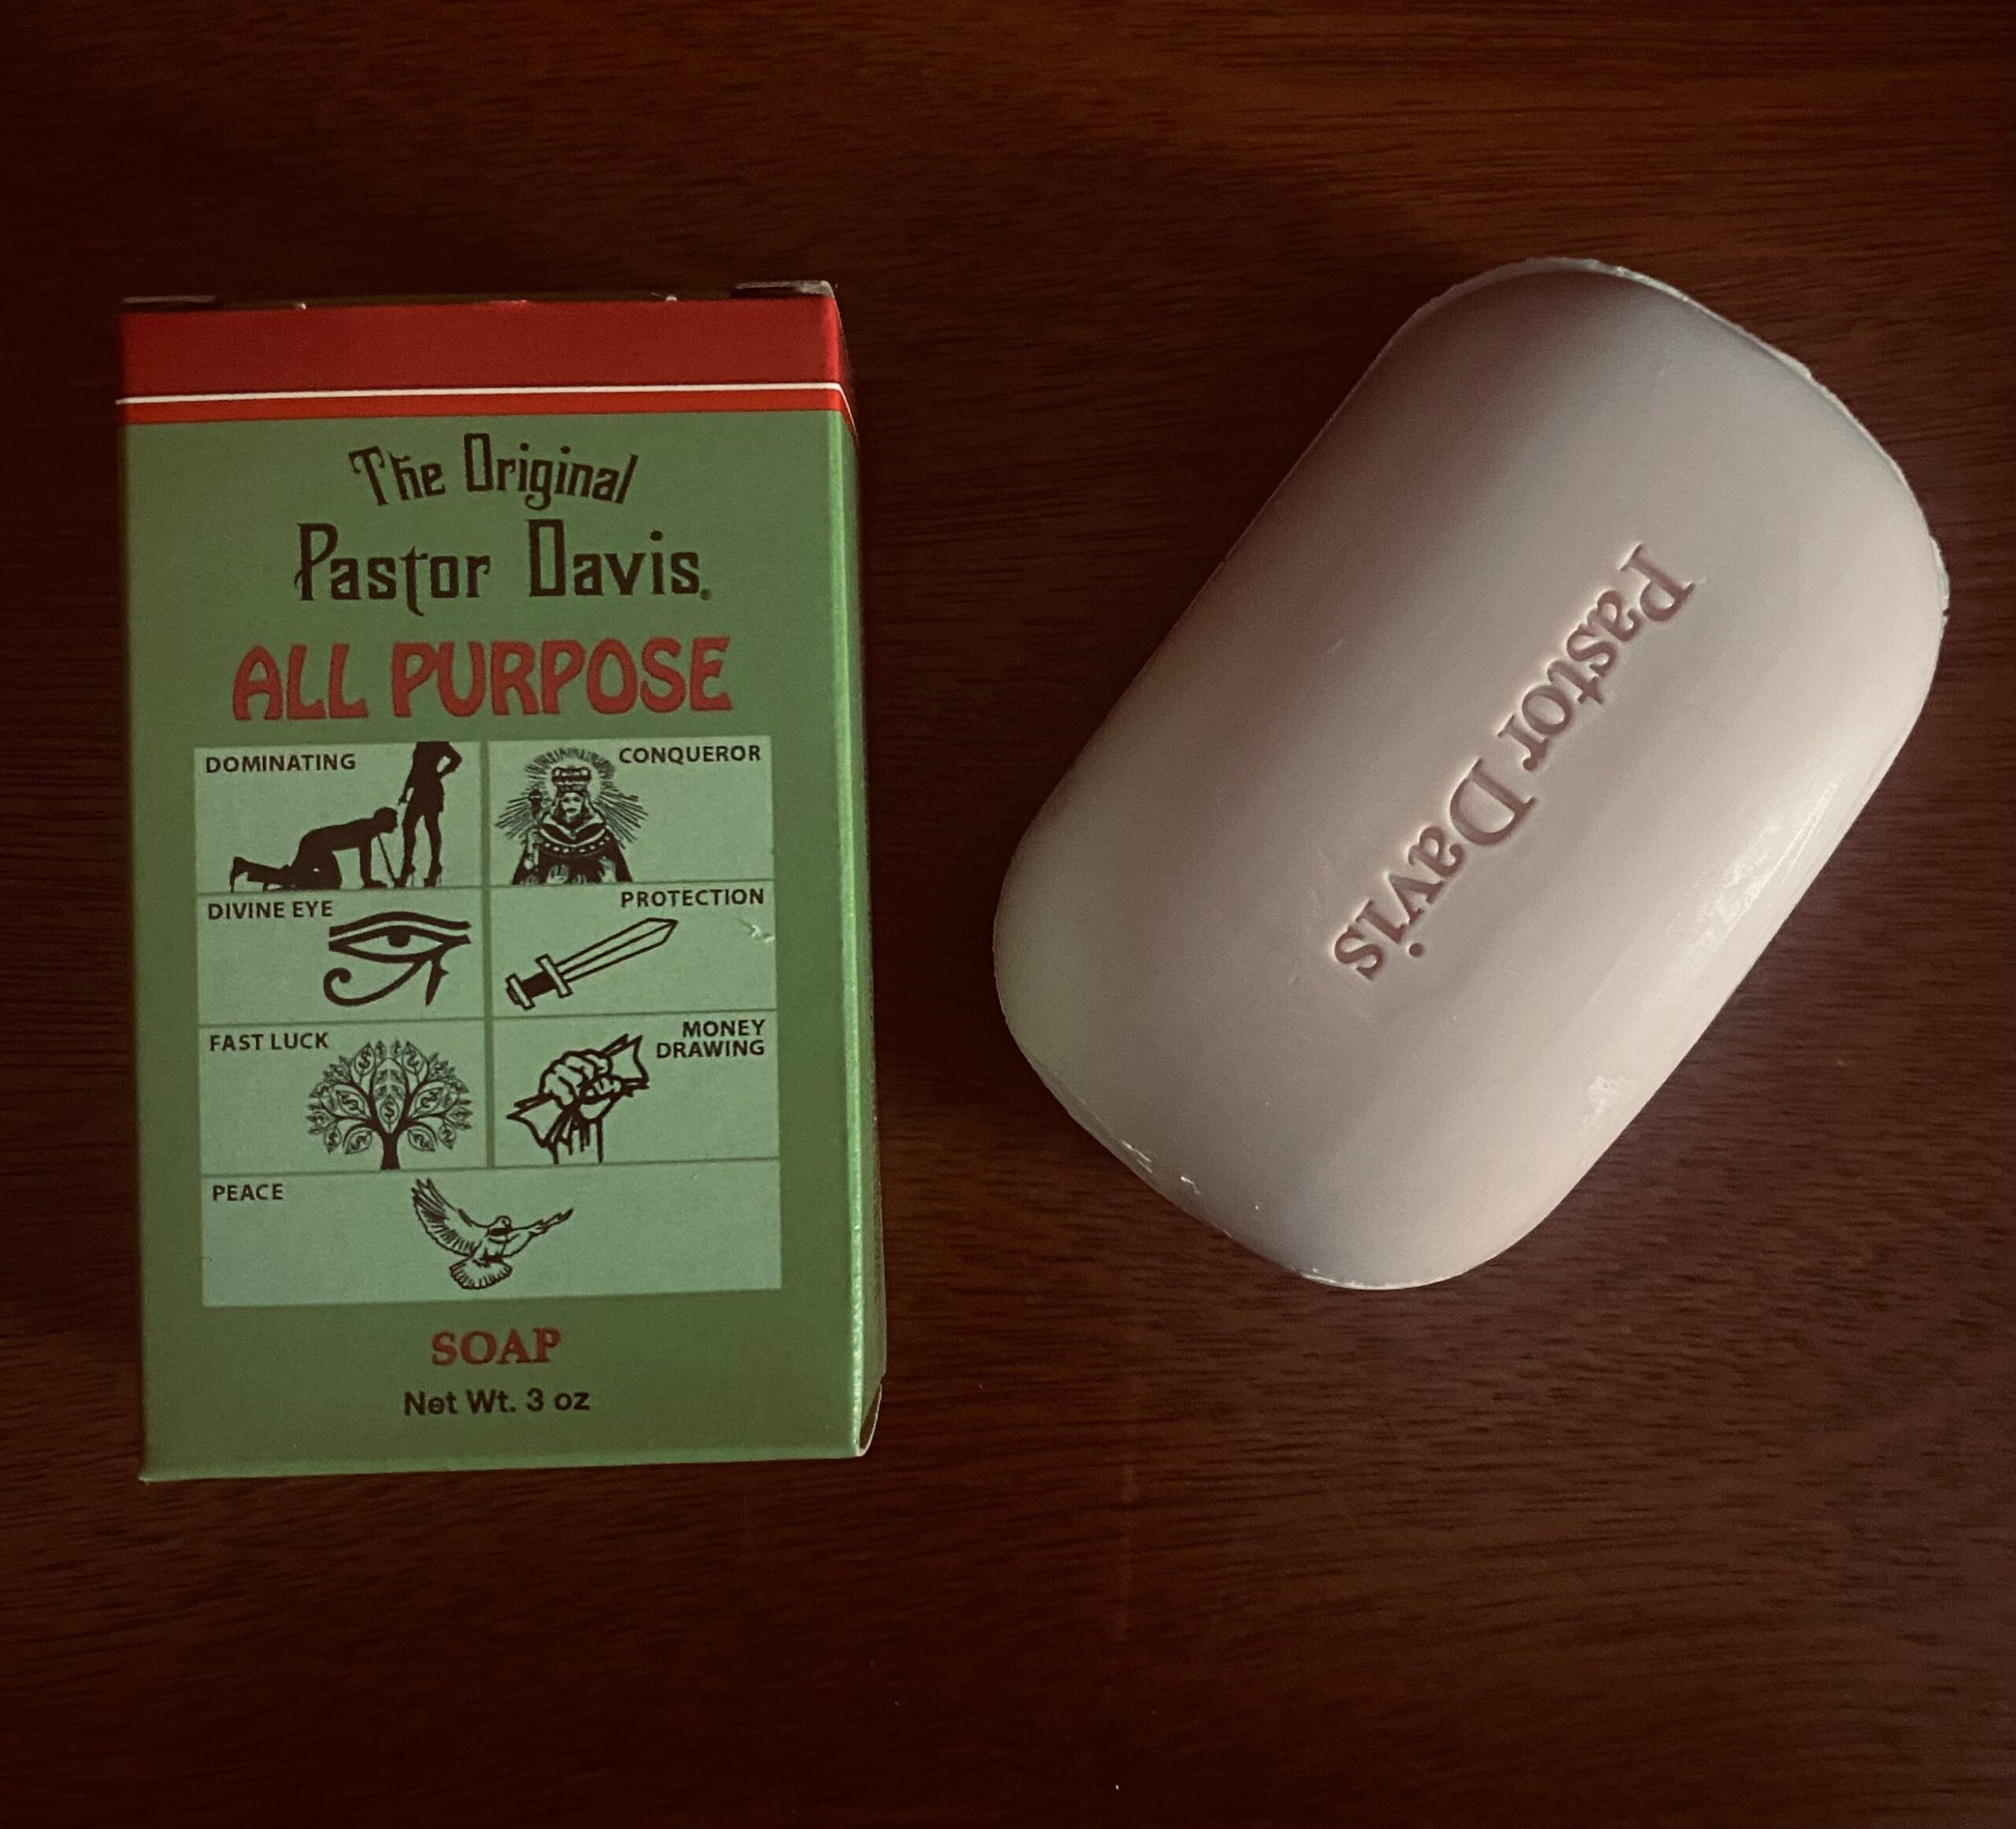 The Original
Pastor Davis.
ALL PURPOSE
DOMINATING
CONQUEROR
DIVINE EYE
PROTECTION
FAST LUCK
MONEY
DRAWING
PEACE
SOAP
Net Wt. 3 oz
Pastor Davis